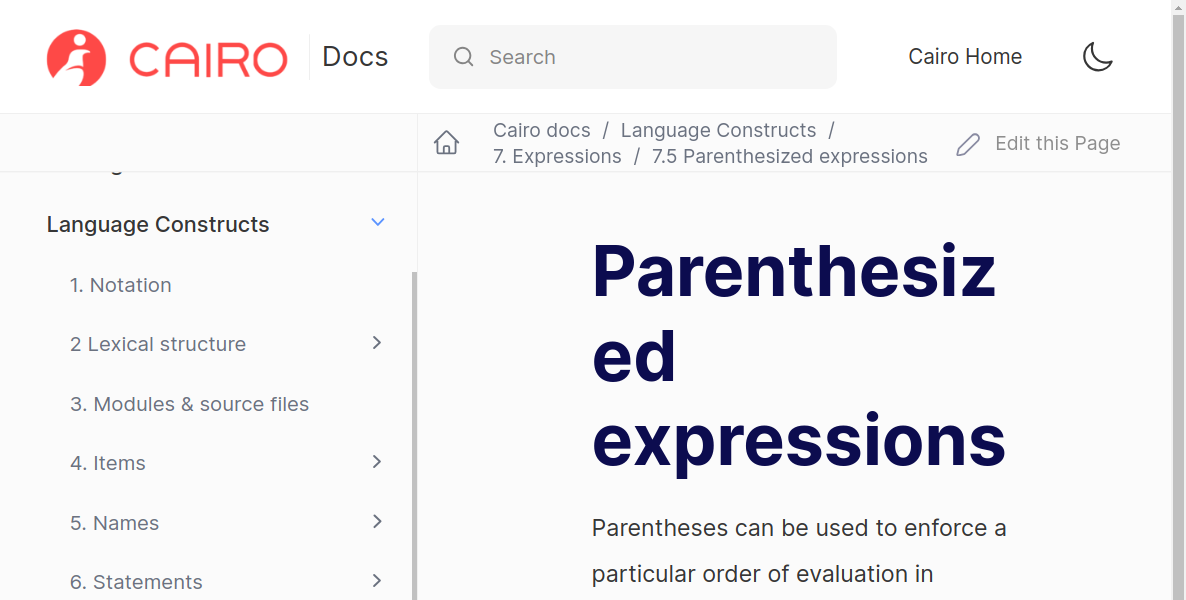 CAIRO Docs
Search
Cairo Home
Cairo docs / Language Constructs /
7. Expressions / 7.5 Parenthesized expressions
Edit this Page
Language Constructs
1. Notation
2 Lexical structure
3. Modules & source files
4. Items
5. Names
6. Statements
Parenthesiz
ed
expressions
Parentheses can be used to enforce a
particular order of evaluation in